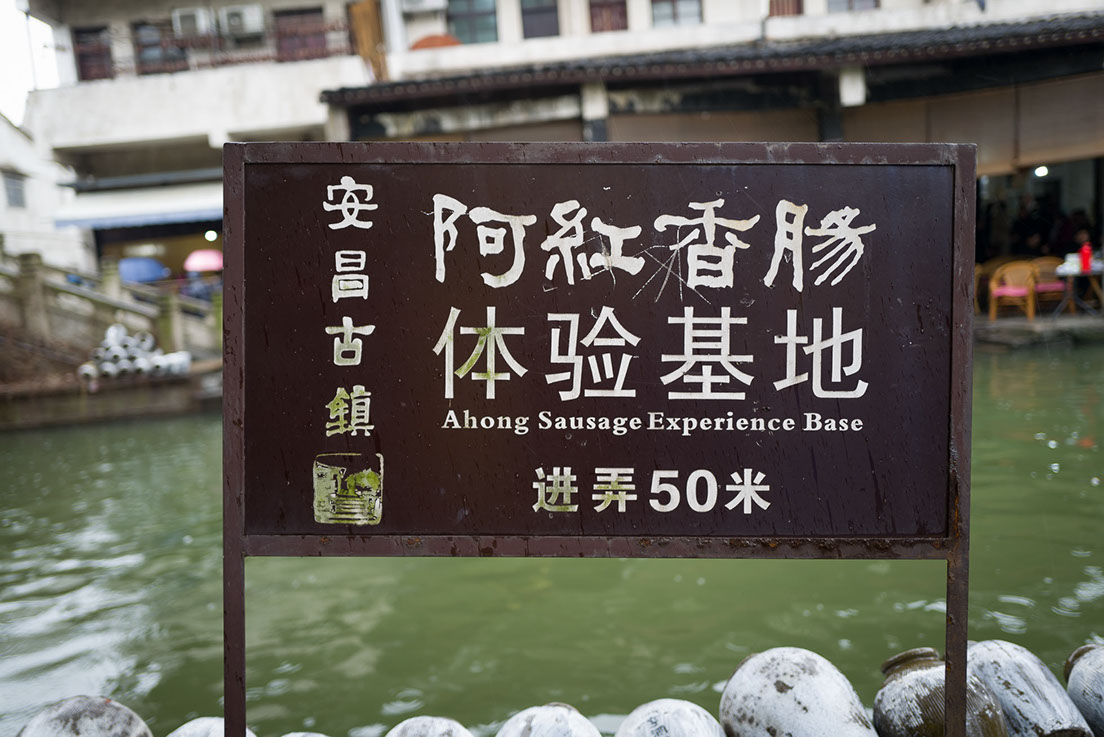 安昌古鎮
阿紅香腸
体验基地
Ahong Sausage Experience Base
进弄50米